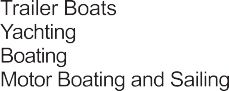 Trailer Boats
Yachting
Boating
Motor Boating and Sailing